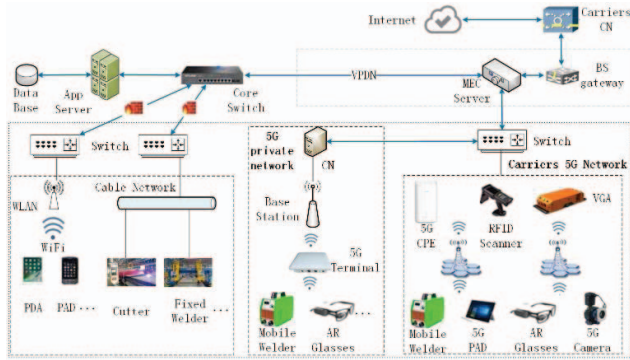 Internet
Carriers
CN
Data
Base
App
Server
Core
Switch
VPDN
MEC
Server
BS
gateway
Switch
5G
private
network
CN
Switch
Carriers 5G Network
WLAN
Cable Network
Base
Station
5G
CPE
RFID
Scanner
VGA
WiFi
5G
Terminal
PDA
PAD ···
Cutter
Fixed
Welder ···
Mobile
Welder
AR
Glasses
···
Mobile
Welder
5G
PAD
AR
Glasses
5G
Camera